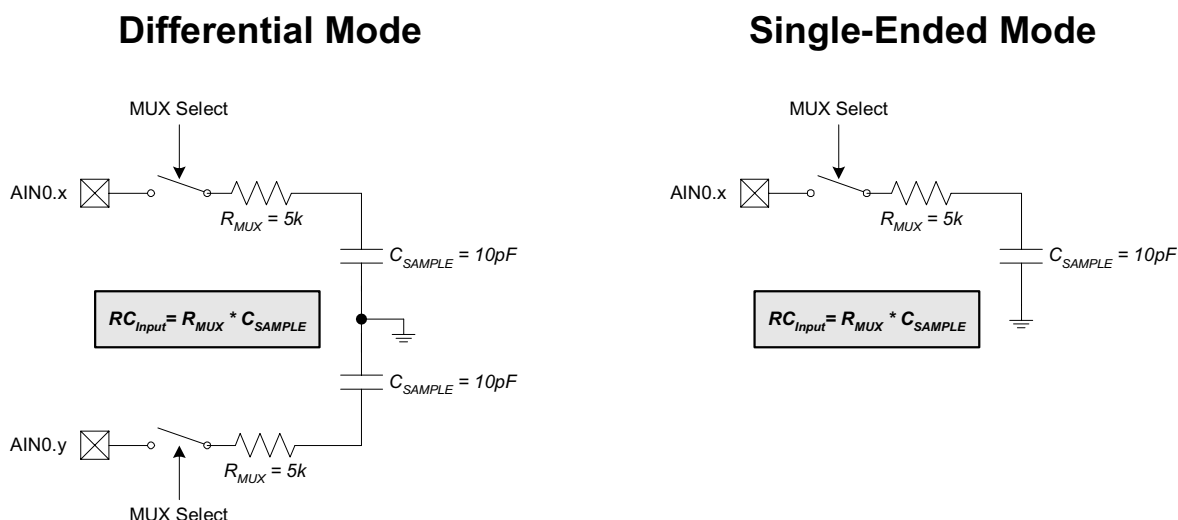 Differential Mode
MUX Select
AIN0.x
R_MUX = 5k
C_SAMPLE = 10pF
RC_Input= R_MUX * C_SAMPLE
C_SAMPLE = 10pF
AIN0.y
R_MUX = 5k
MUX Select
Single-Ended Mode
MUX Select
AIN0.x
R_MUX = 5k
C_SAMPLE = 10pF
RC_Input= R_MUX * C_SAMPLE